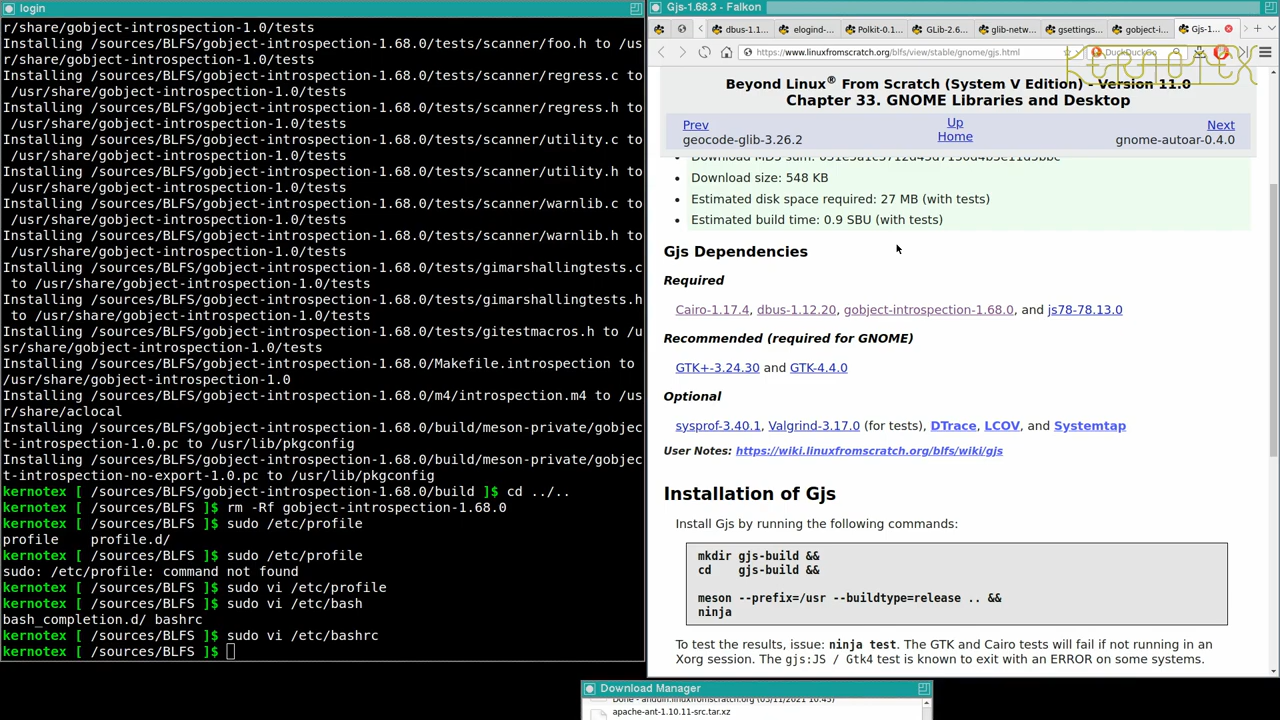 login
r/share/gobject-introspection-1.0/tests
Installing /sources/BLFS/gobject-introspection-1.68.0/tests/scanner/foo.h to /us
r/share/gobject-introspection-1.0/tests
Installing /sources/BLFS/gobject-introspection-1.68.0/tests/scanner/regress.c to
/usr/share/gobject-introspection-1.0/tests
Installing /sources/BLFS/gobject-introspection-1.68.0/tests/scanner/regress.h to
/usr/share/gobject-introspection-1.0/tests
Installing /sources/BLFS/gobject-introspection-1.68.0/tests/scanner/utility.c to
/usr/share/gobject-introspection-1.0/tests
Installing /sources/BLFS/gobject-introspection-1.68.0/tests/scanner/utility.h to
/usr/share/gobject-introspection-1.0/tests
Installing /sources/BLFS/gobject-introspection-1.68.0/tests/scanner/warnlib.c to
/usr/share/gobject-introspection-1.0/tests
Installing /sources/BLFS/gobject-introspection-1.68.0/tests/scanner/warnlib.h to
/usr/share/gobject-introspection-1.0/tests
Installing /sources/BLFS/gobject-introspection-1.68.0/tests/gimarshallingtests.c
to /usr/share/gobject-introspection-1.0/tests
Installing /sources/BLFS/gobject-introspection-1.68.0/tests/gimarshallingtests.h
to /usr/share/gobject-introspection-1.0/tests
Installing /sources/BLFS/gobject-introspection-1.68.0/tests/gitestmacros.h to /u
sr/share/gobject-introspection-1.0/tests
Installing /sources/BLFS/gobject-introspection-1.68.0/Makefile.introspection to
/usr/share/gobject-introspection-1.0
Installing /sources/BLFS/gobject-introspection-1.68.0/m4/introspection.m4 to /us
r/share/aclocal
Installing /sources/BLFS/gobject-introspection-1.68.0/build/meson-private/gobjec
t-introspection-1.0.pc to /usr/lib/pkgconfig
Installing /sources/BLFS/gobject-introspection-1.68.0/build/meson-private/gobjec
t-introspection-no-export-1.0.pc to /usr/lib/pkgconfig
kernotex [ /sources/BLFS/gobject-introspection-1.68.0/build ]$ cd ../..
kernotex [ /sources/BLFS ]$ rm -Rf gobject-introspection-1.68.0
kernotex [ /sources/BLFS ]$ sudo /etc/profile
profile    profile.d/
kernotex [ /sources/BLFS ]$ sudo /etc/profile
sudo: /etc/profile: command not found
kernotex [ /sources/BLFS ]$ sudo vi /etc/profile
kernotex [ /sources/BLFS ]$ sudo vi /etc/bash
bash_completion.d/ bashrc
kernotex [ /sources/BLFS ]$ sudo vi /etc/bashrc
kernotex [ /sources/BLFS ]$
Gjs-1.68.3 - Falkon
dbus-1.1... elogind-... Polkit-0.1... GLib-2.6... glib-netw... gsettings... gobject-i... Gjs-1...
https://www.linuxfromscratch.org/blfs/view/stable/gnome/gjs.html
DuckDuckGo
KERNOTEX
Beyond Linux® From Scratch (System V Edition) - Version 11.0
Chapter 33. GNOME Libraries and Desktop
Prev Up Next
geocode-glib-3.26.2 Home gnome-autoar-0.4.0
Download size: 548 KB
Estimated disk space required: 27 MB (with tests)
Estimated build time: 0.9 SBU (with tests)
Gjs Dependencies
Required
Cairo-1.17.4, dbus-1.12.20, gobject-introspection-1.68.0, and js78-78.13.0
Recommended (required for GNOME)
GTK+-3.24.30 and GTK-4.4.0
Optional
sysprof-3.40.1, Valgrind-3.17.0 (for tests), DTrace, LCOV, and Systemtap
User Notes: https://wiki.linuxfromscratch.org/blfs/wiki/gjs
Installation of Gjs
Install Gjs by running the following commands:
mkdir gjs-build &&
cd    gjs-build &&
meson --prefix=/usr --buildtype=release .. &&
ninja
To test the results, issue: ninja test. The GTK and Cairo tests will fail if not running in an
Xorg session. The gjs:JS / Gtk4 test is known to exit with an ERROR on some systems.
Download Manager
apache-ant-1.10.11-src.tar.xz